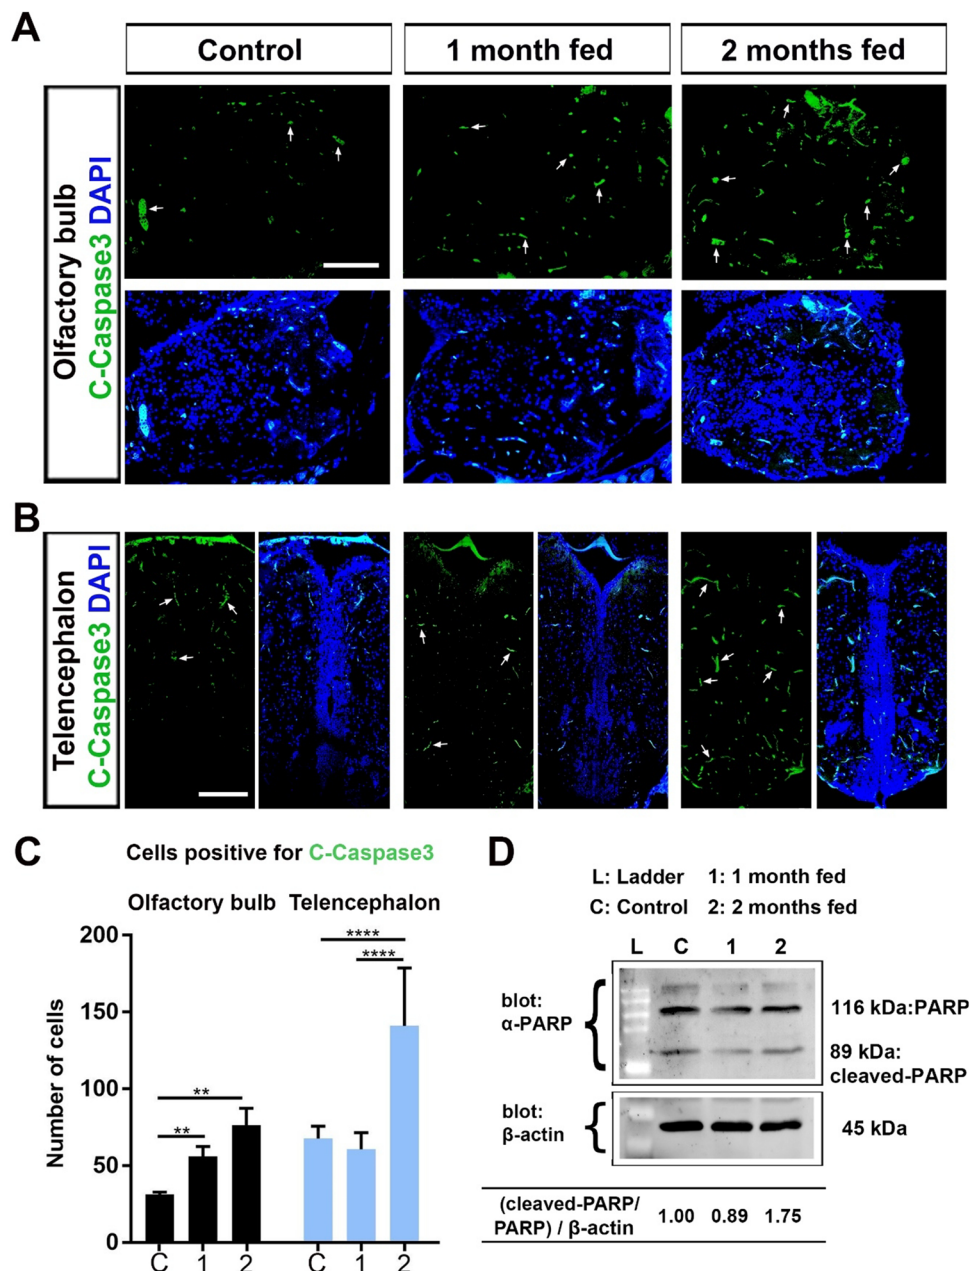 A
Control
1 month fed
2 months fed
Olfactory bulb
C-Caspase3 DAPI
B
Telencephalon
C-Caspase3 DAPI
C
Cells positive for C-Caspase3
Olfactory bulb
Telencephalon
Number of cells
200
150
100
50
0
**
**
****
****
C
1
2
C
1
2
D
L: Ladder
1: 1 month fed
C: Control
2: 2 months fed
L
C
1
2
blot:
α-PARP
116 kDa:PARP
89 kDa:
cleaved-PARP
blot:
β-actin
45 kDa
(cleaved-PARP/
PARP) / β-actin
1.00
0.89
1.75